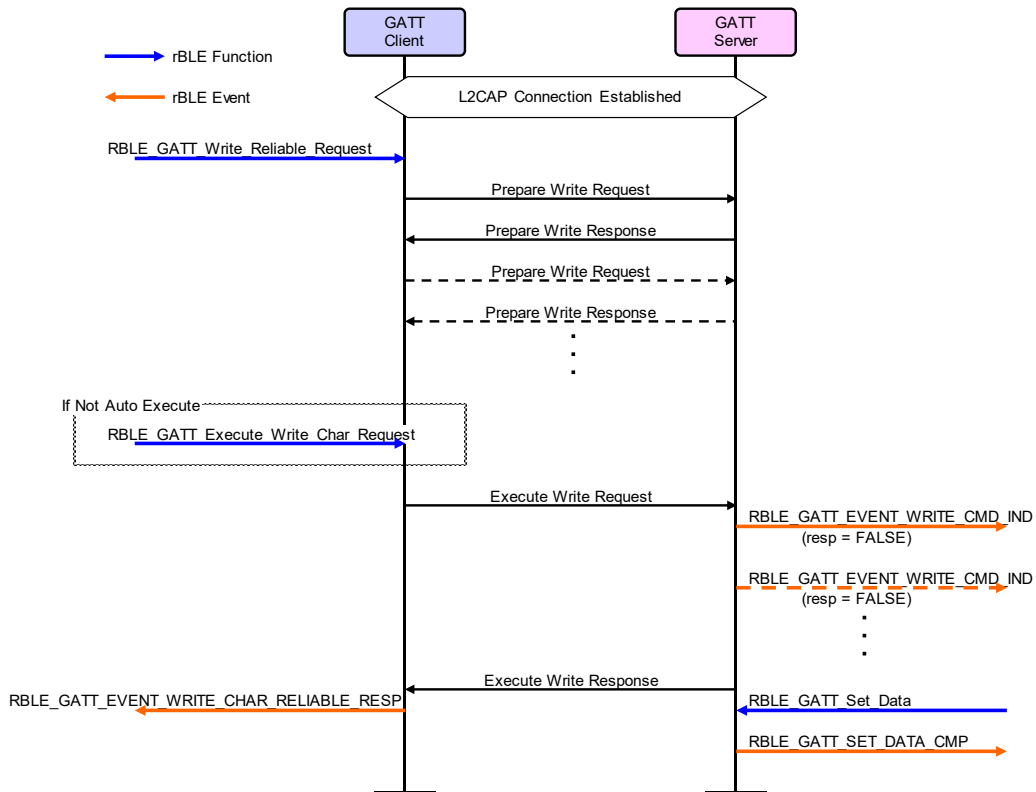 GATT
Client
GATT
Server
rBLE Function
rBLE Event
L2CAP Connection Established
RBLE_GATT_Write_Reliable_Request
Prepare Write Request
Prepare Write Response
Prepare Write Request
Prepare Write Response
If Not Auto Execute
RBLE_GATT_Execute_Write_Char_Request
Execute Write Request
RBLE_GATT_EVENT_WRITE_CMD_IND
(resp = FALSE)
RBLE_GATT_EVENT_WRITE_CMD_IND
(resp = FALSE)
Execute Write Response
RBLE_GATT_EVENT_WRITE_CHAR_RELIABLE_RESP
RBLE_GATT_Set_Data
RBLE_GATT_SET_DATA_CMP